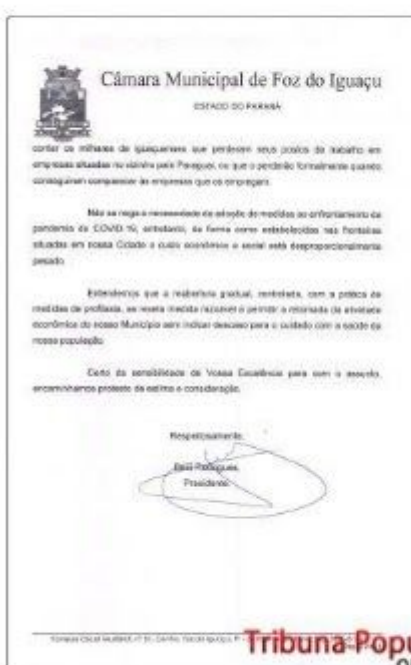 Câmara Municipal de Foz do Iguaçu
ESTADO DO PARANÁ
contar os milhares de iguaçuenses que perderam seus postos de trabalho em
empresas situadas no vizinho país Paraguai, ou que o perderão formalmente quando
conseguirem comparecer às empresas que os empregam.
Não se nega a necessidade da adoção de medidas ao enfrentamento da
pandemia da COVID 19, entretanto, da forma como estabelecidas nas fronteiras
situadas em nossa Cidade o custo econômico e social está desproporcionalmente
pesado.
Entendemos que a reabertura gradual, controlada, com a prática de
medidas de profilaxia, se revela medida razoável a permitir a retomada da atividade
econômica do nosso Município sem indicar descaso para o cuidado com a saúde da
nossa população.
Certo da sensibilidade de Vossa Excelência para com o assunto,
encaminhamos protesto de estima e consideração.
Respeitosamente,
Beni Rodrigues,
Presidente
Tribuna Popu